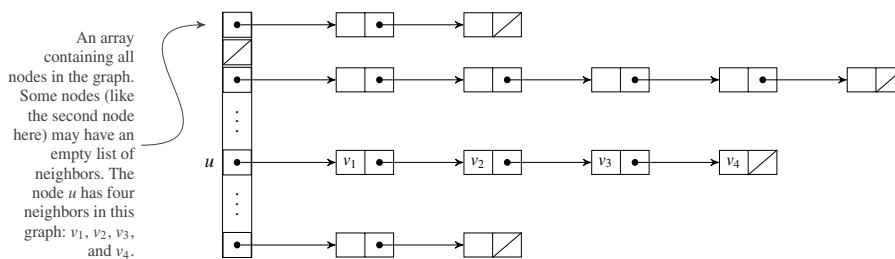 An array
containing all
nodes in the graph.
Some nodes (like
the second node
here) may have an
empty list of
neighbors. The
node u has four
neighbors in this
graph: v₁, v₂, v₃,
and v₄.
u
v₁ v₂ v₃ v₄